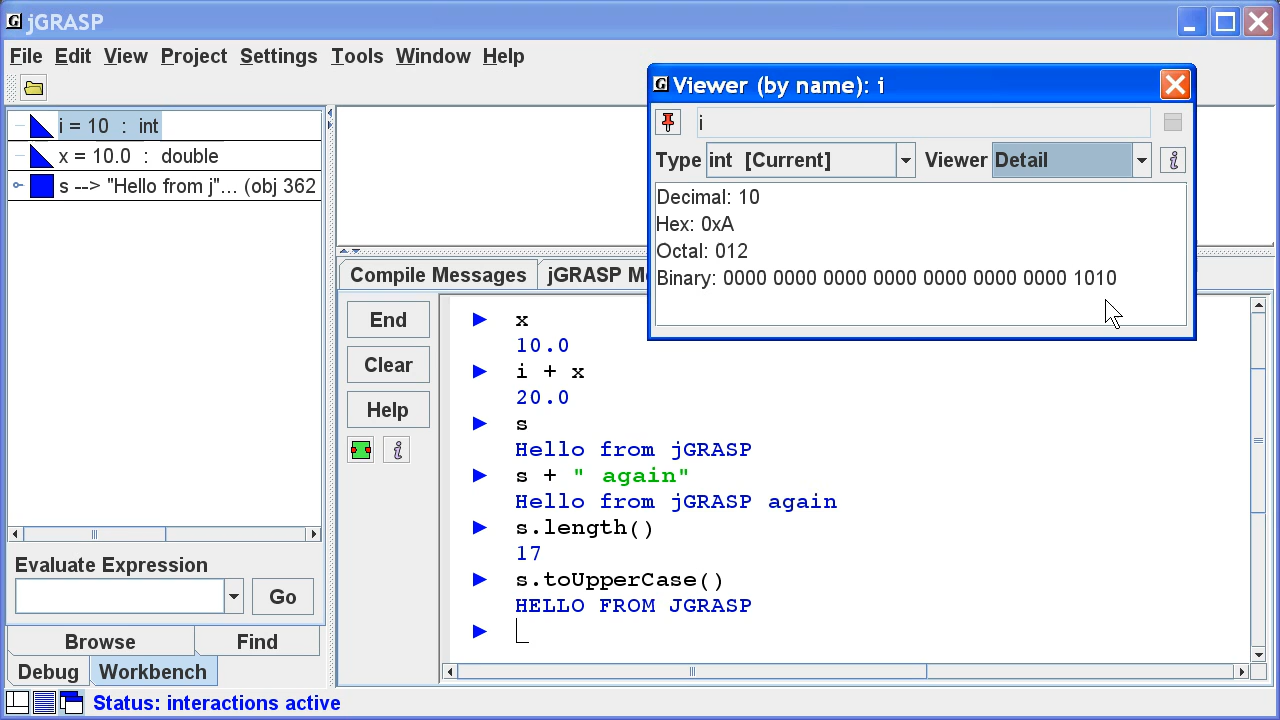 jGRASP
File Edit View Project Settings Tools Window Help
i = 10 : int
x = 10.0 : double
s --> "Hello from j"... (obj 362
Evaluate Expression
Go
Browse Find
Debug Workbench
Status: interactions active
Compile Messages jGRASP
End
Clear
Help
x
10.0
i + x
20.0
s
Hello from jGRASP
s + " again"
Hello from jGRASP again
s.length()
17
s.toUpperCase()
HELLO FROM JGRASP
Viewer (by name): i
i
Type int [Current] Viewer Detail
Decimal: 10
Hex: 0xA
Octal: 012
Binary: 0000 0000 0000 0000 0000 0000 0000 1010